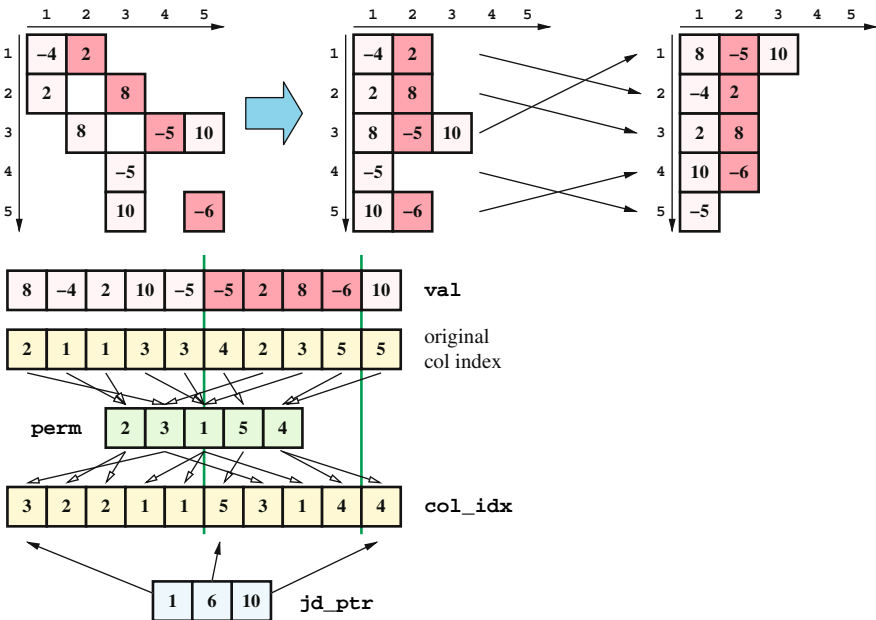 1 2 3 4 5 1 2 3 4 5 1 2 3 4 5
1 −4 2 −4 2 1 8 −5 10
2 2 8 2 2 8 2 −4 2
3 8 −5 10 3 8 −5 10 3 2 8
4 −5 4 −5 4 10 −6
5 10 −6 5 10 −6 5 −5
8 −4 2 10 −5 −5 2 8 −6 10 val
2 1 1 3 3 4 2 3 5 5 original
col index
perm 2 3 1 5 4
3 2 2 1 1 5 3 1 4 4 col_idx
1 6 10 jd_ptr